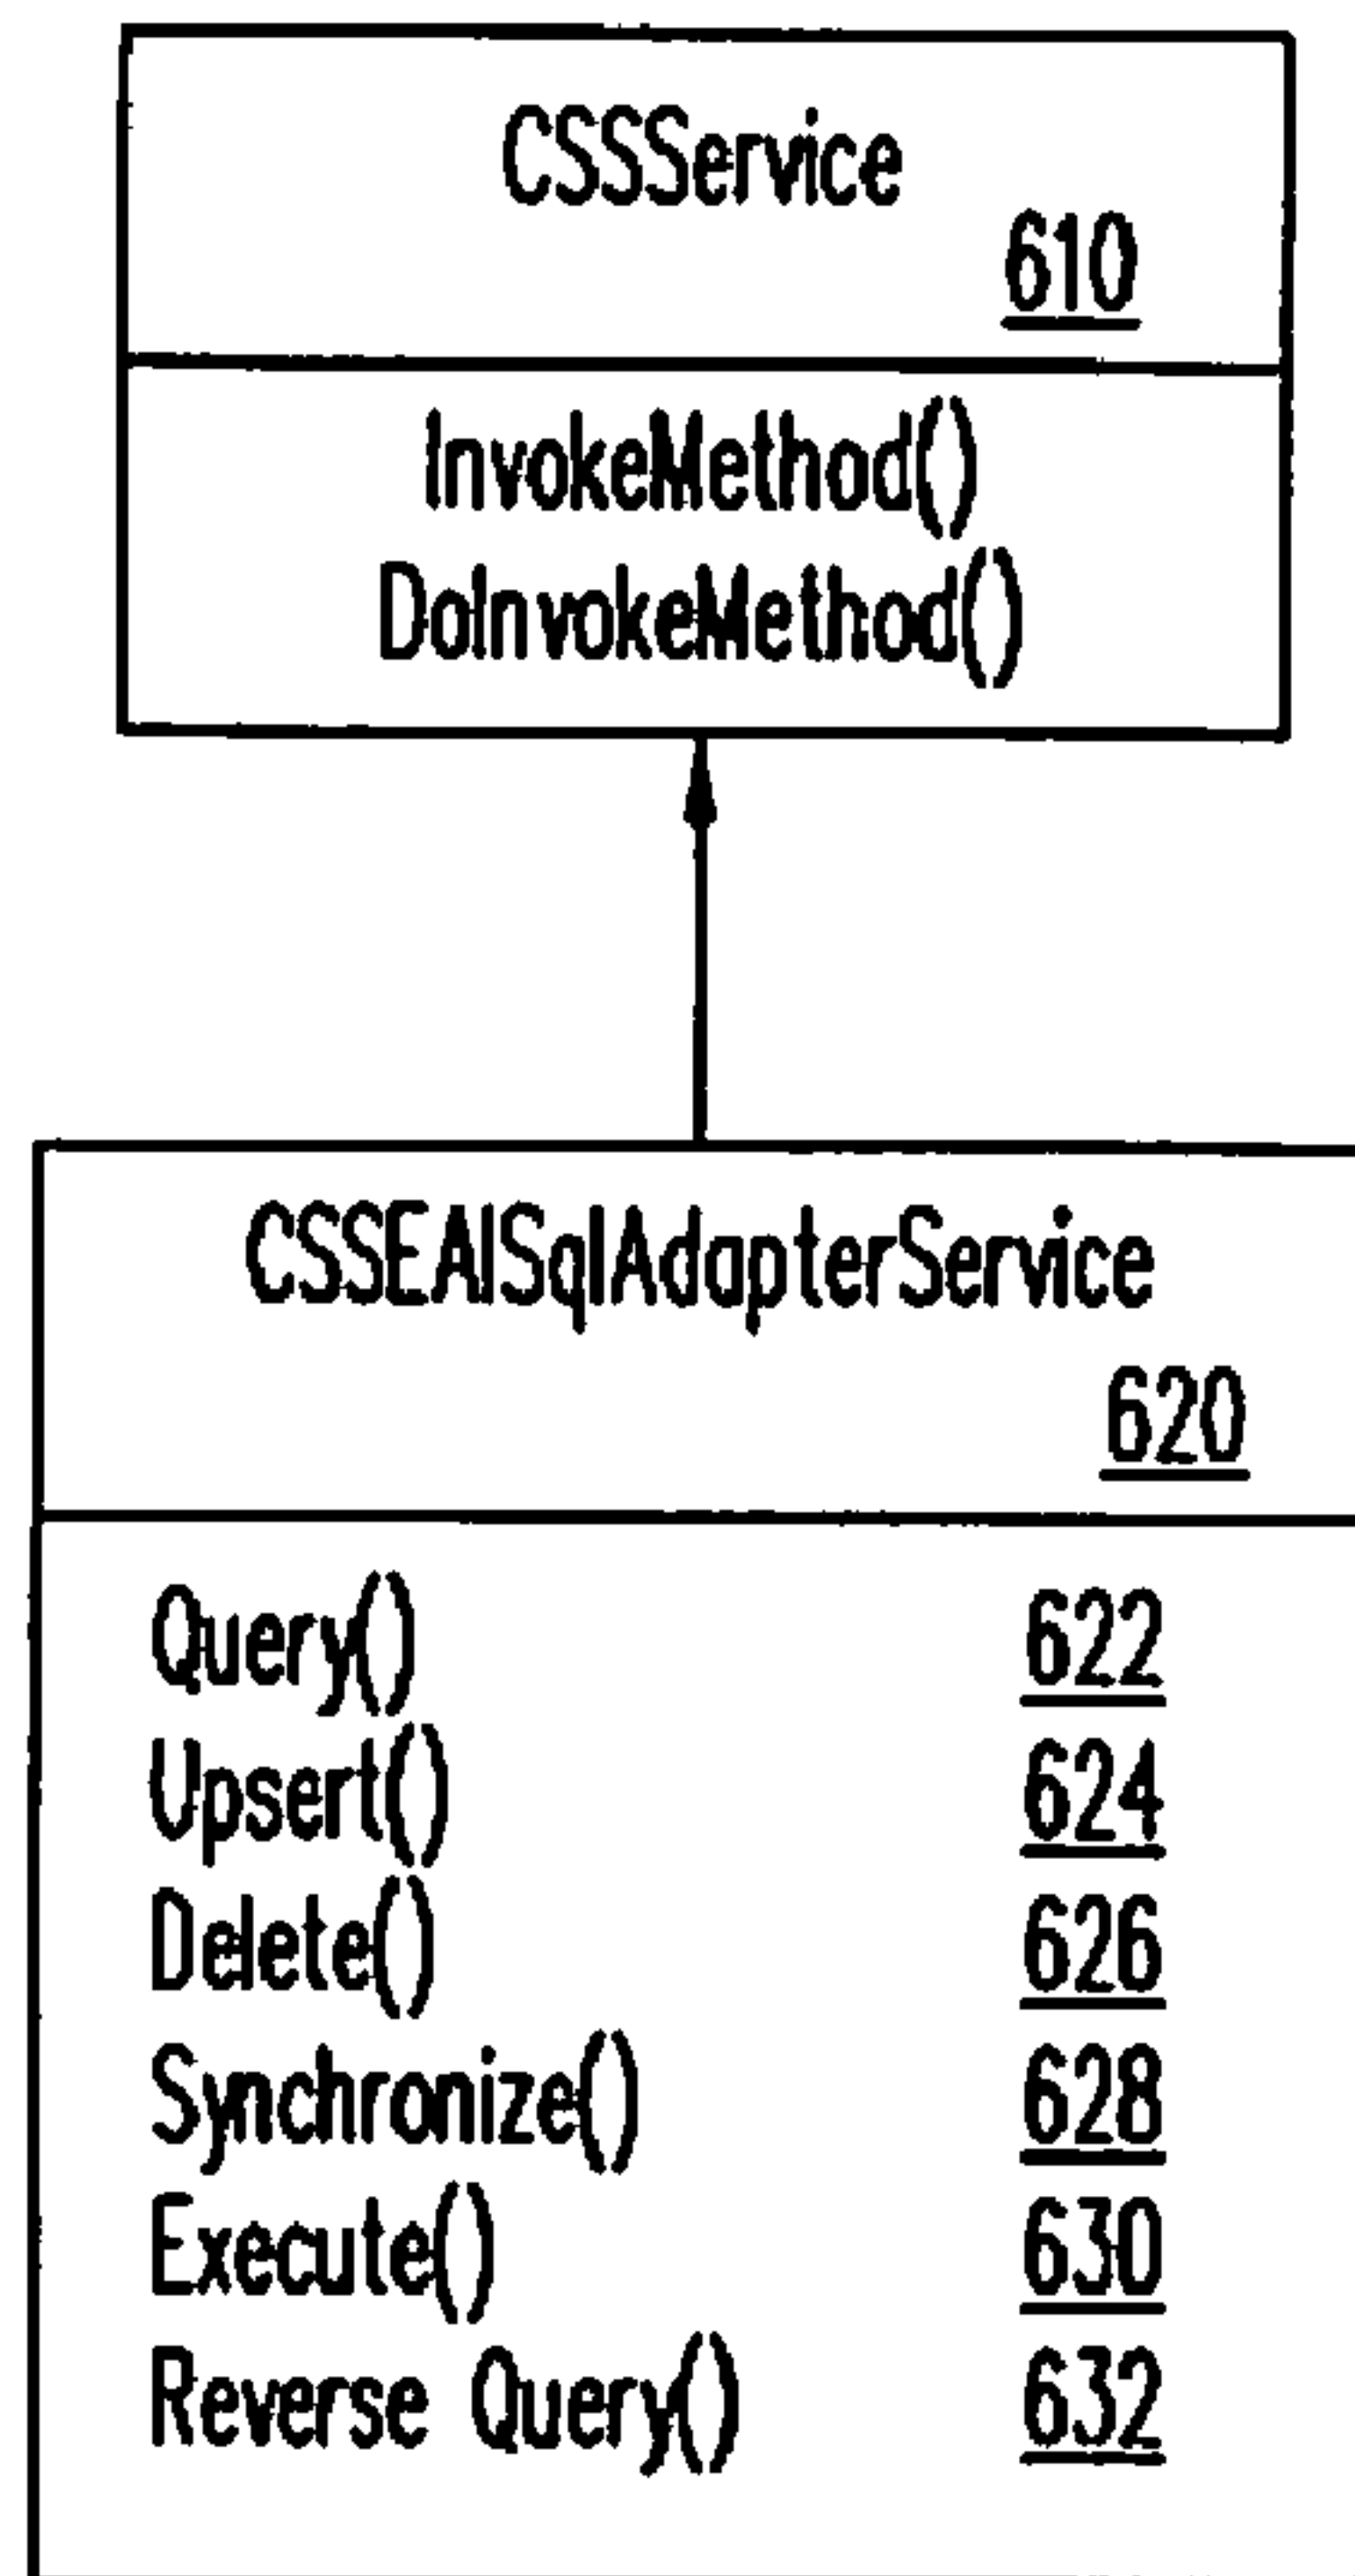 CSSService
610
InvokeMethod()
DoInvokeMethod()
CSSEAISqlAdapterService
620
Query() 622
Upsert() 624
Delete() 626
Synchronize() 628
Execute() 630
Reverse Query() 632